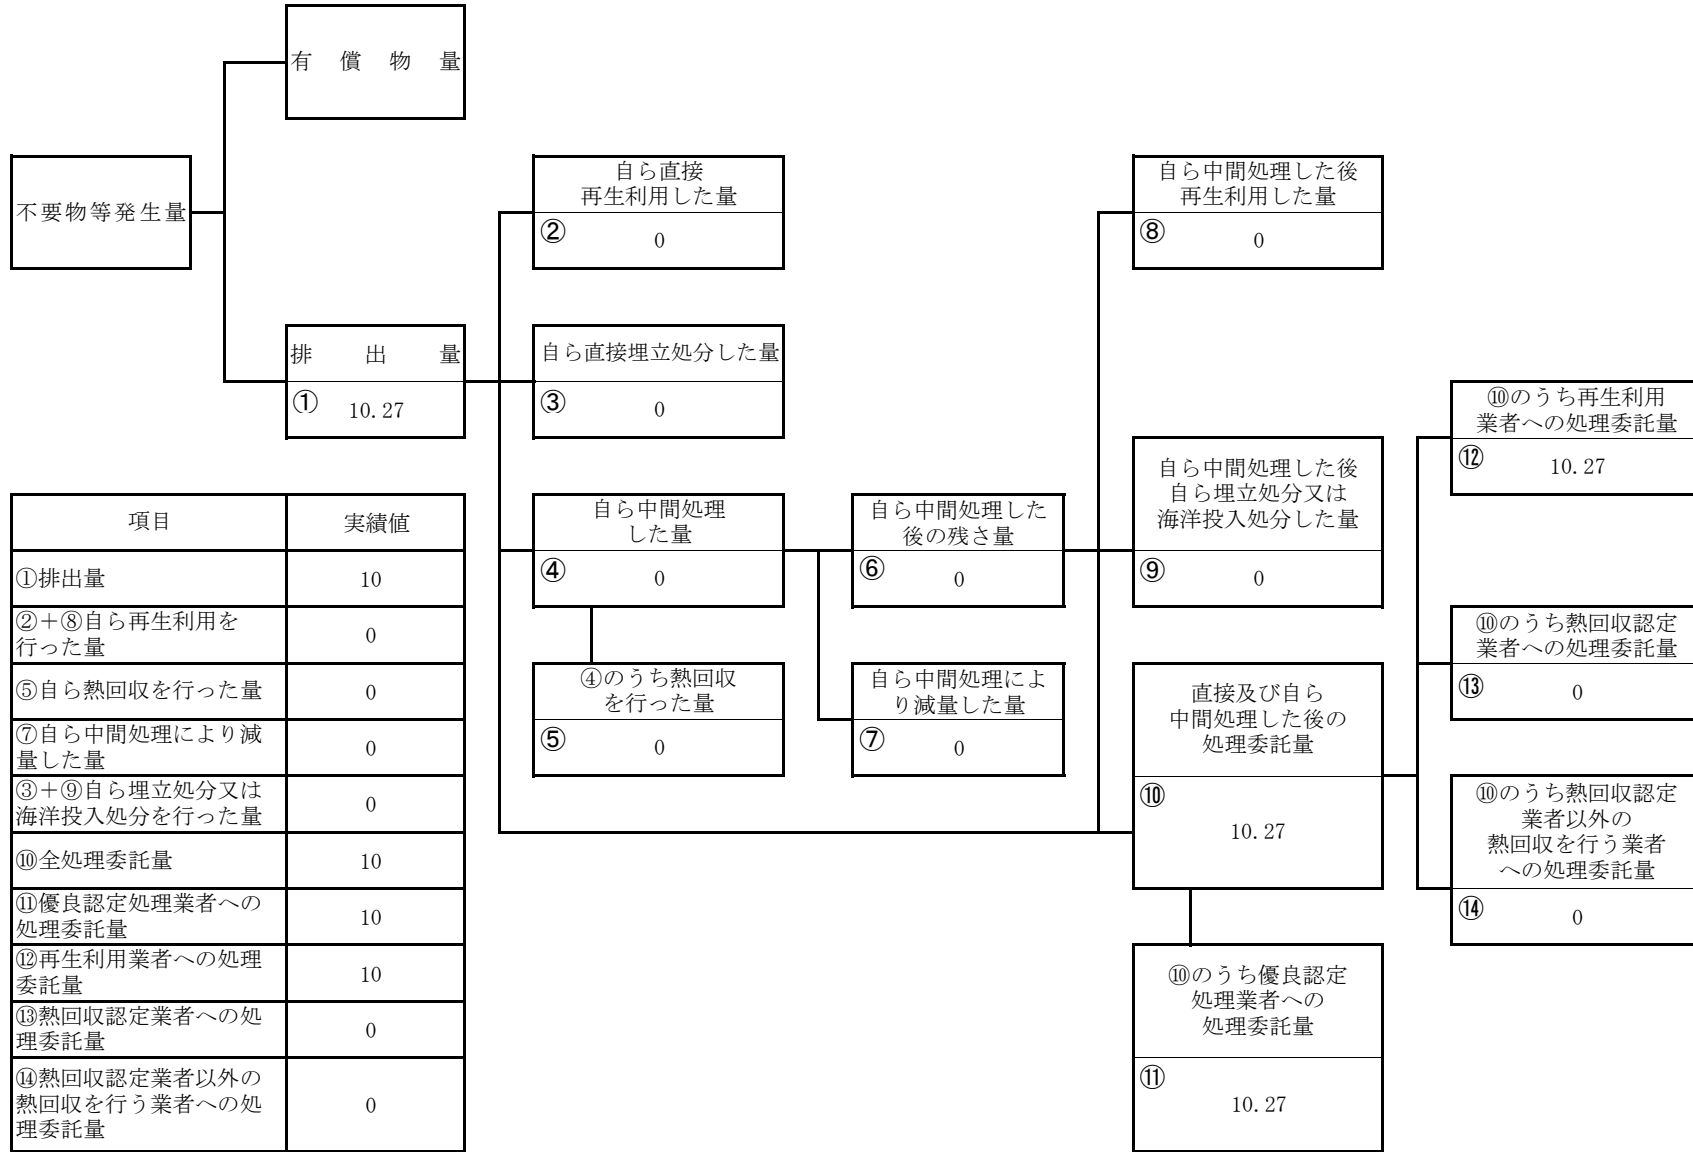 有償物量
不要物等発生量
排出量
① 10.27
自ら直接
再生利用した量
② 0
自ら直接埋立処分した量
③ 0
自ら中間処理
した量
④ 0
④のうち熱回収
を行った量
⑤ 0
自ら中間処理した
後の残さ量
⑥ 0
自ら中間処理によ
り減量した量
⑦ 0
自ら中間処理した後
再生利用した量
⑧ 0
自ら中間処理した後
自ら埋立処分又は
海洋投入処分した量
⑨ 0
直接及び自ら
中間処理した後の
処理委託量
⑩
10.27
⑩のうち優良認定
処理業者への
処理委託量
⑪
10.27
⑩のうち再生利用
業者への処理委託量
⑫ 10.27
⑩のうち熱回収認定
業者への処理委託量
⑬ 0
⑩のうち熱回収認定
業者以外の
熱回収を行う業者
への処理委託量
⑭ 0
項目 実績値
①排出量 10
②＋⑧自ら再生利用を
行った量 0
⑤自ら熱回収を行った量 0
⑦自ら中間処理により減
量した量 0
③＋⑨自ら埋立処分又は
海洋投入処分を行った量 0
⑩全処理委託量 10
⑪優良認定処理業者への
処理委託量 10
⑫再生利用業者への処理
委託量 10
⑬熱回収認定業者への処
理委託量 0
⑭熱回収認定業者以外の
熱回収を行う業者への処 0
理委託量